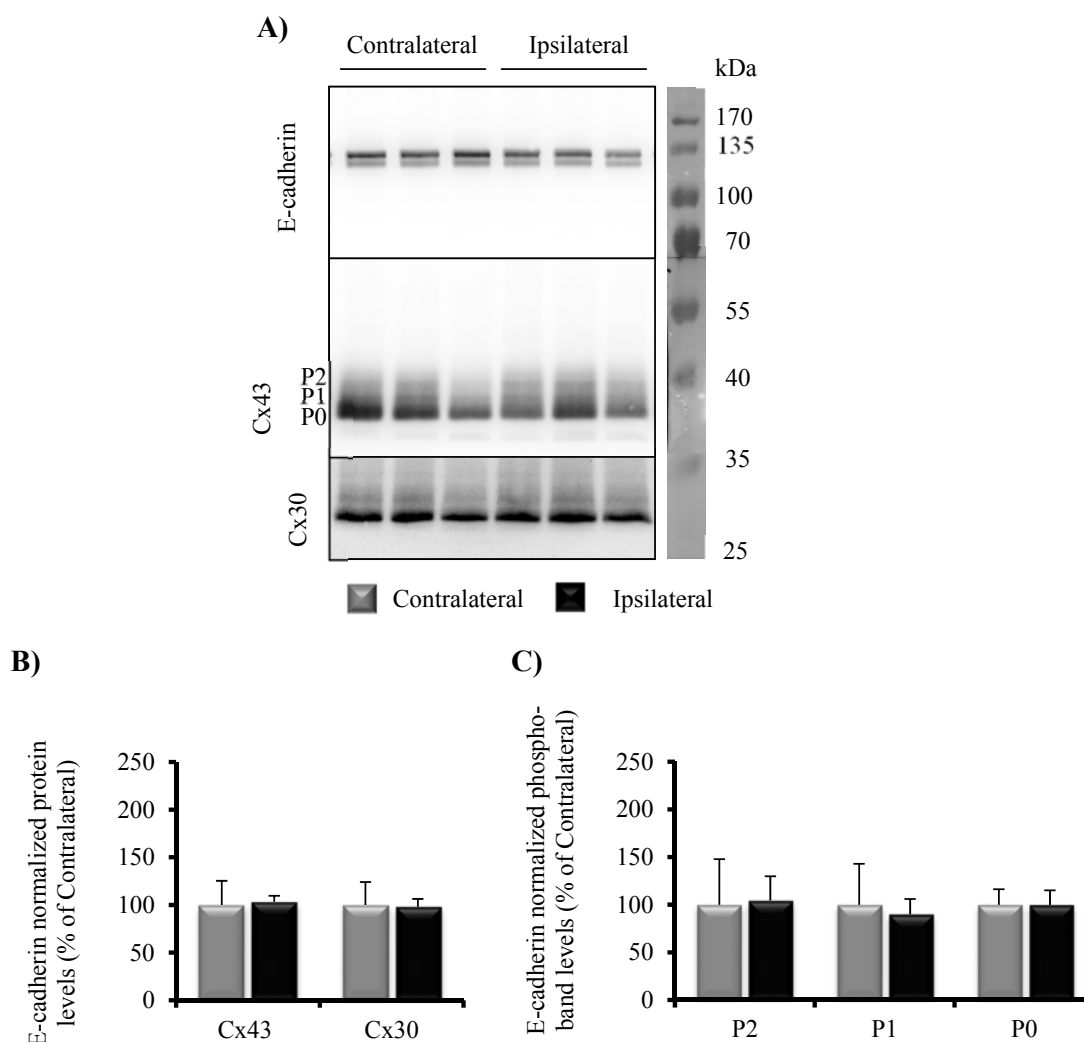 A)
Contralateral Ipsilateral
kDa
E-cadherin
170
135
100
70
55
Cx43
P2
P1
P0
40
35
Cx30
25
Contralateral Ipsilateral
B)
E-cadherin normalized protein
levels (% of Contralateral)
250
200
150
100
50
0
Cx43 Cx30
C)
E-cadherin normalized phospho-
band levels (% of Contralateral)
250
200
150
100
50
0
P2 P1 P0